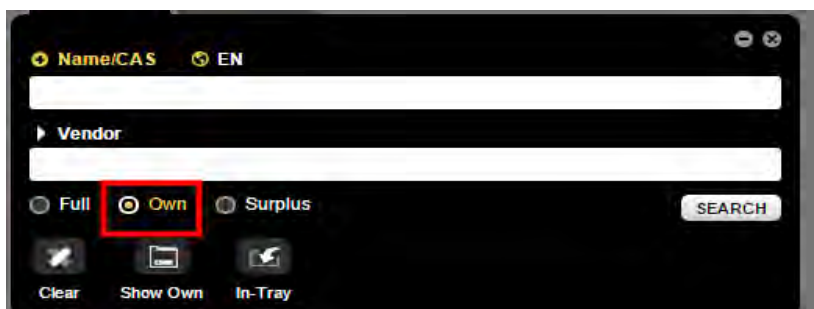 Name/CAS EN
Vendor
Full Own Surplus SEARCH
Clear Show Own In-Tray